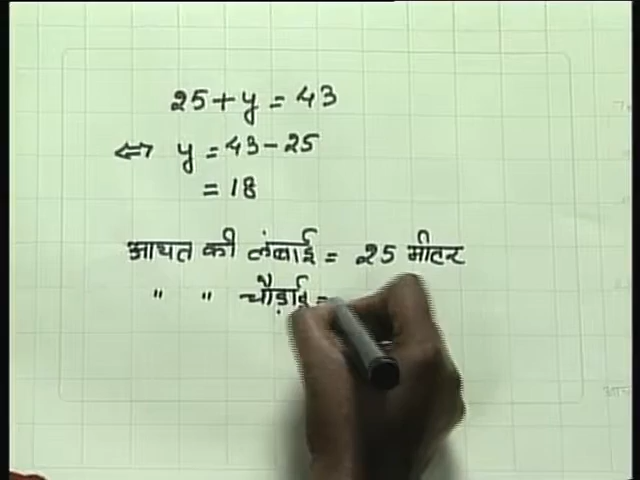 25 + y = 43
⇔ y = 43 - 25
= 18
आयत की लंबाई = 25 मीटर
" " चौड़ाई =